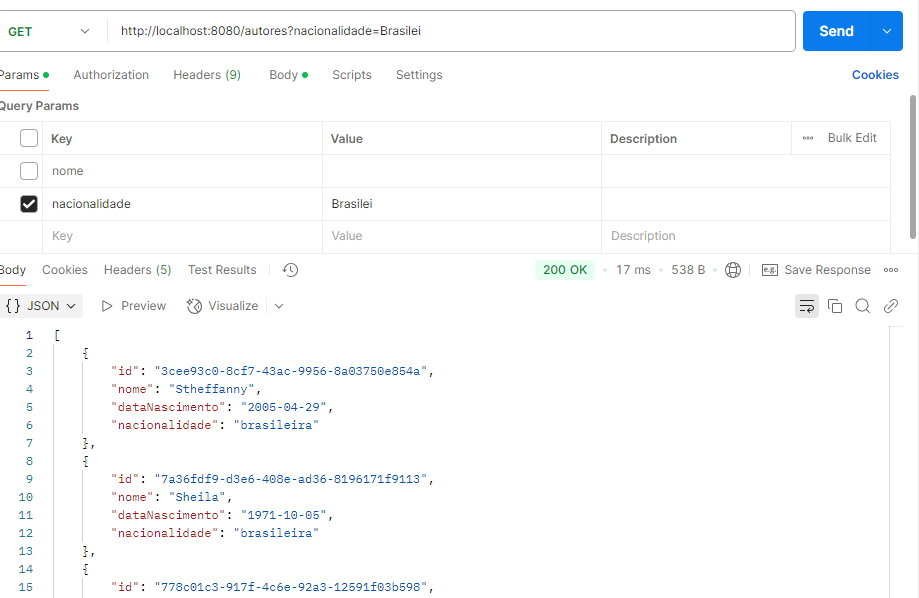 GET http://localhost:8080/autores?nacionalidade=Brasilei Send
Params Authorization Headers (9) Body Scripts Settings Cookies
Query Params
Key Value Description Bulk Edit
nome
nacionalidade Brasilei
Key Value Description
Body Cookies Headers (5) Test Results 200 OK 17 ms 538 B e.g. Save Response
{} JSON Preview Visualize
1 [
2 {
3 "id": "3cee93c0-8cf7-43ac-9956-8a03750e854a",
4 "nome": "Stheffanny",
5 "dataNascimento": "2005-04-29",
6 "nacionalidade": "brasileira"
7 },
8 {
9 "id": "7a36fdf9-d3e6-408e-ad36-8196171f9113",
10 "nome": "Sheila",
11 "dataNascimento": "1971-10-05",
12 "nacionalidade": "brasileira"
13 },
14 {
15 "id": "778c01c3-917f-4c6e-92a3-12591f03b598",